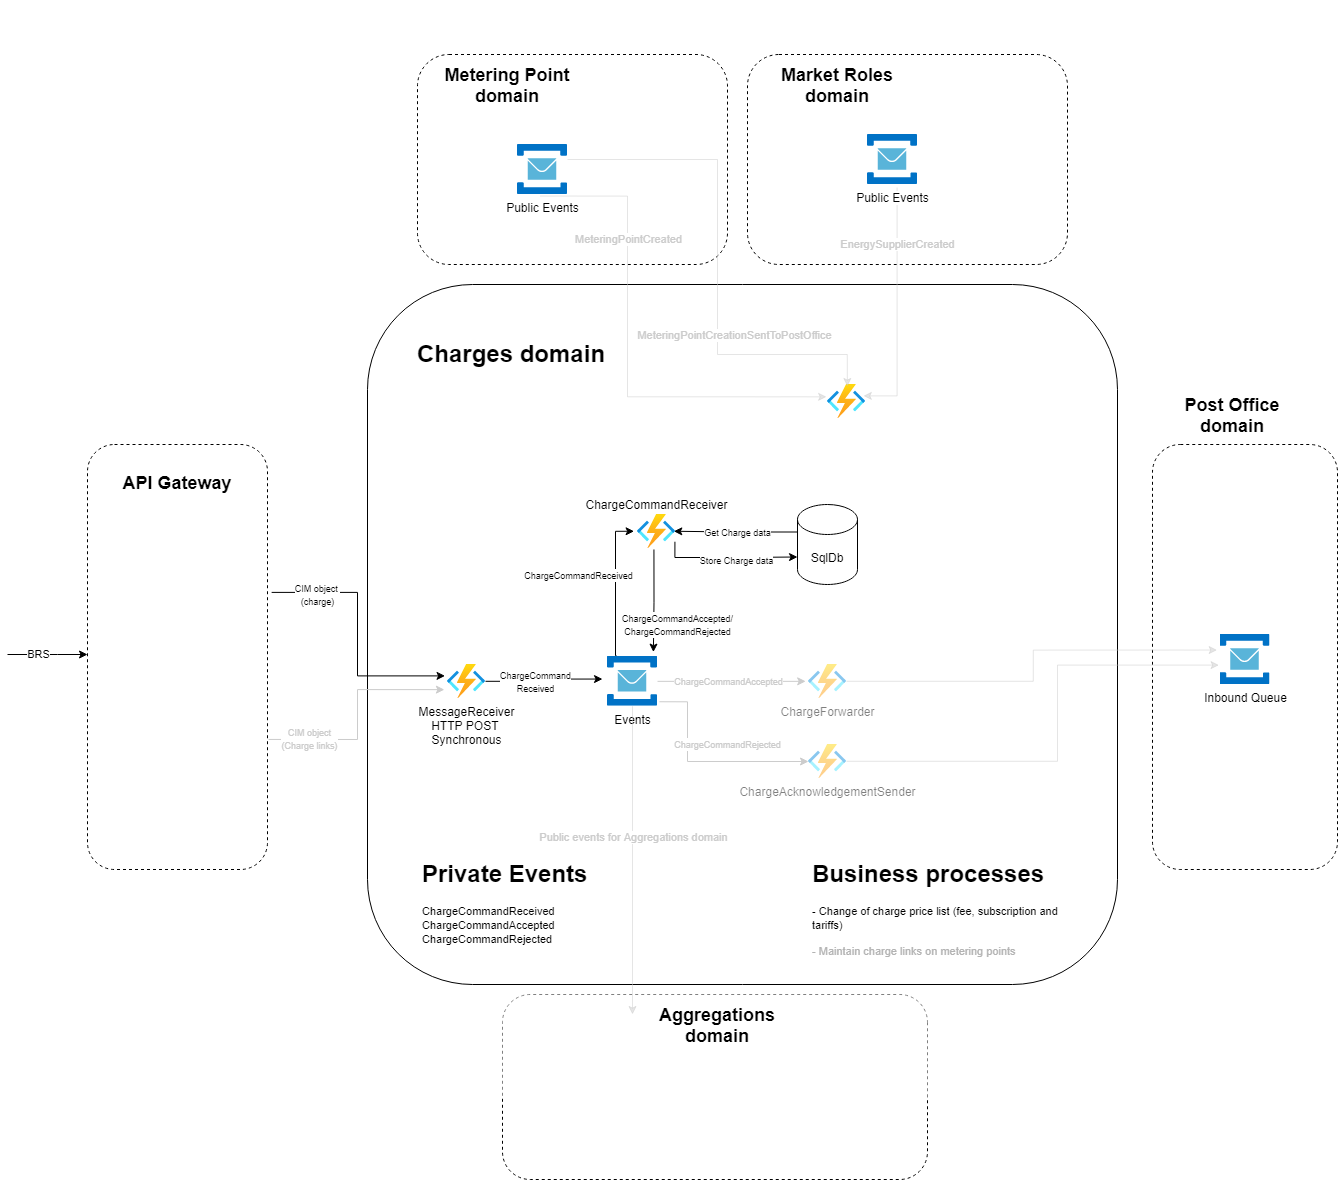 Metering Point
domain
Market Roles
domain
Public Events
Public Events
MeteringPointCreated
EnergySupplierCreated
MeteringPointCreationSentToPostOffice
Charges domain
Post Office
domain
API Gateway
ChargeCommandReceiver
Get Charge data
Store Charge data
SqlDb
ChargeCommandReceived
CIM object
(charge)
ChargeCommandAccepted/
ChargeCommandRejected
BRS
ChargeCommand
Received
ChargeCommandAccepted
MessageReceiver
HTTP POST
Synchronous
Events
ChargeForwarder
Inbound Queue
CIM object
(Charge links)
ChargeCommandRejected
ChargeAcknowledgementSender
Public events for Aggregations domain
Private Events
ChargeCommandReceived
ChargeCommandAccepted
ChargeCommandRejected
Business processes
- Change of charge price list (fee, subscription and
tariffs)
- Maintain charge links on metering points
Aggregations
domain